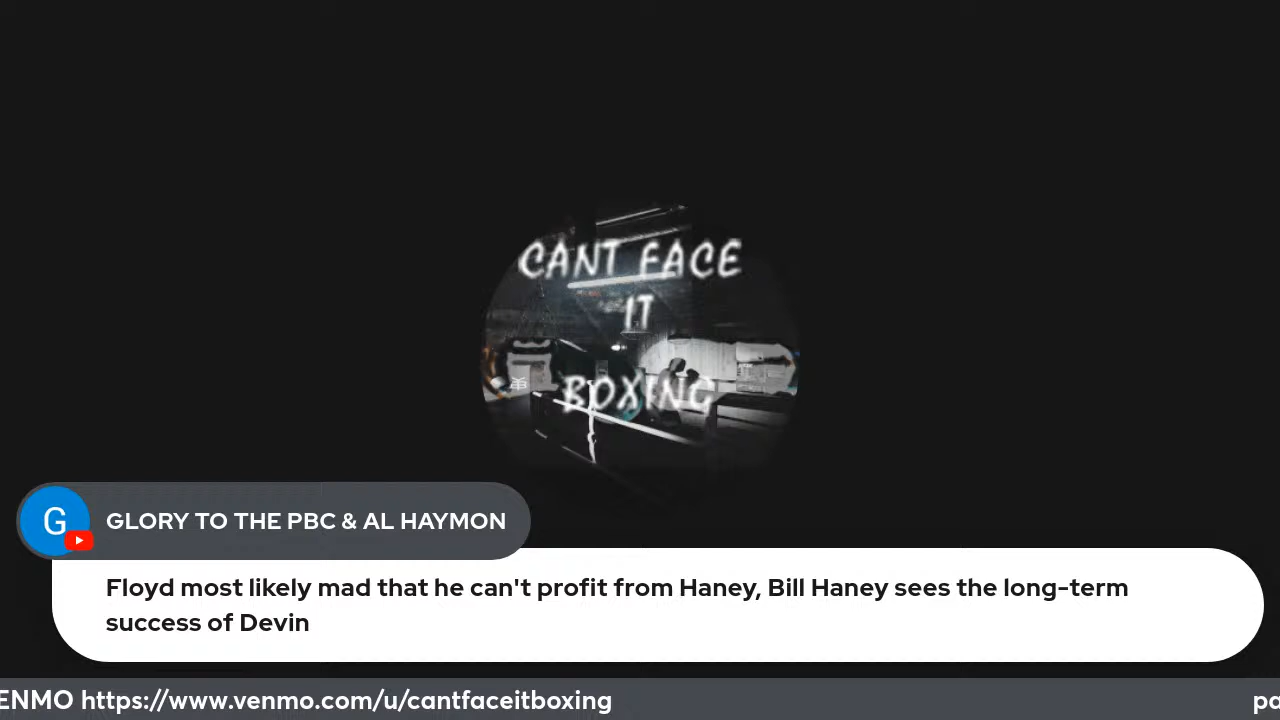 CANT FACE
IT
BOXING
G
GLORY TO THE PBC & AL HAYMON
Floyd most likely mad that he can't profit from Haney, Bill Haney sees the long-term
success of Devin
ENMO https://www.venmo.com/u/cantfaceitboxing
pa